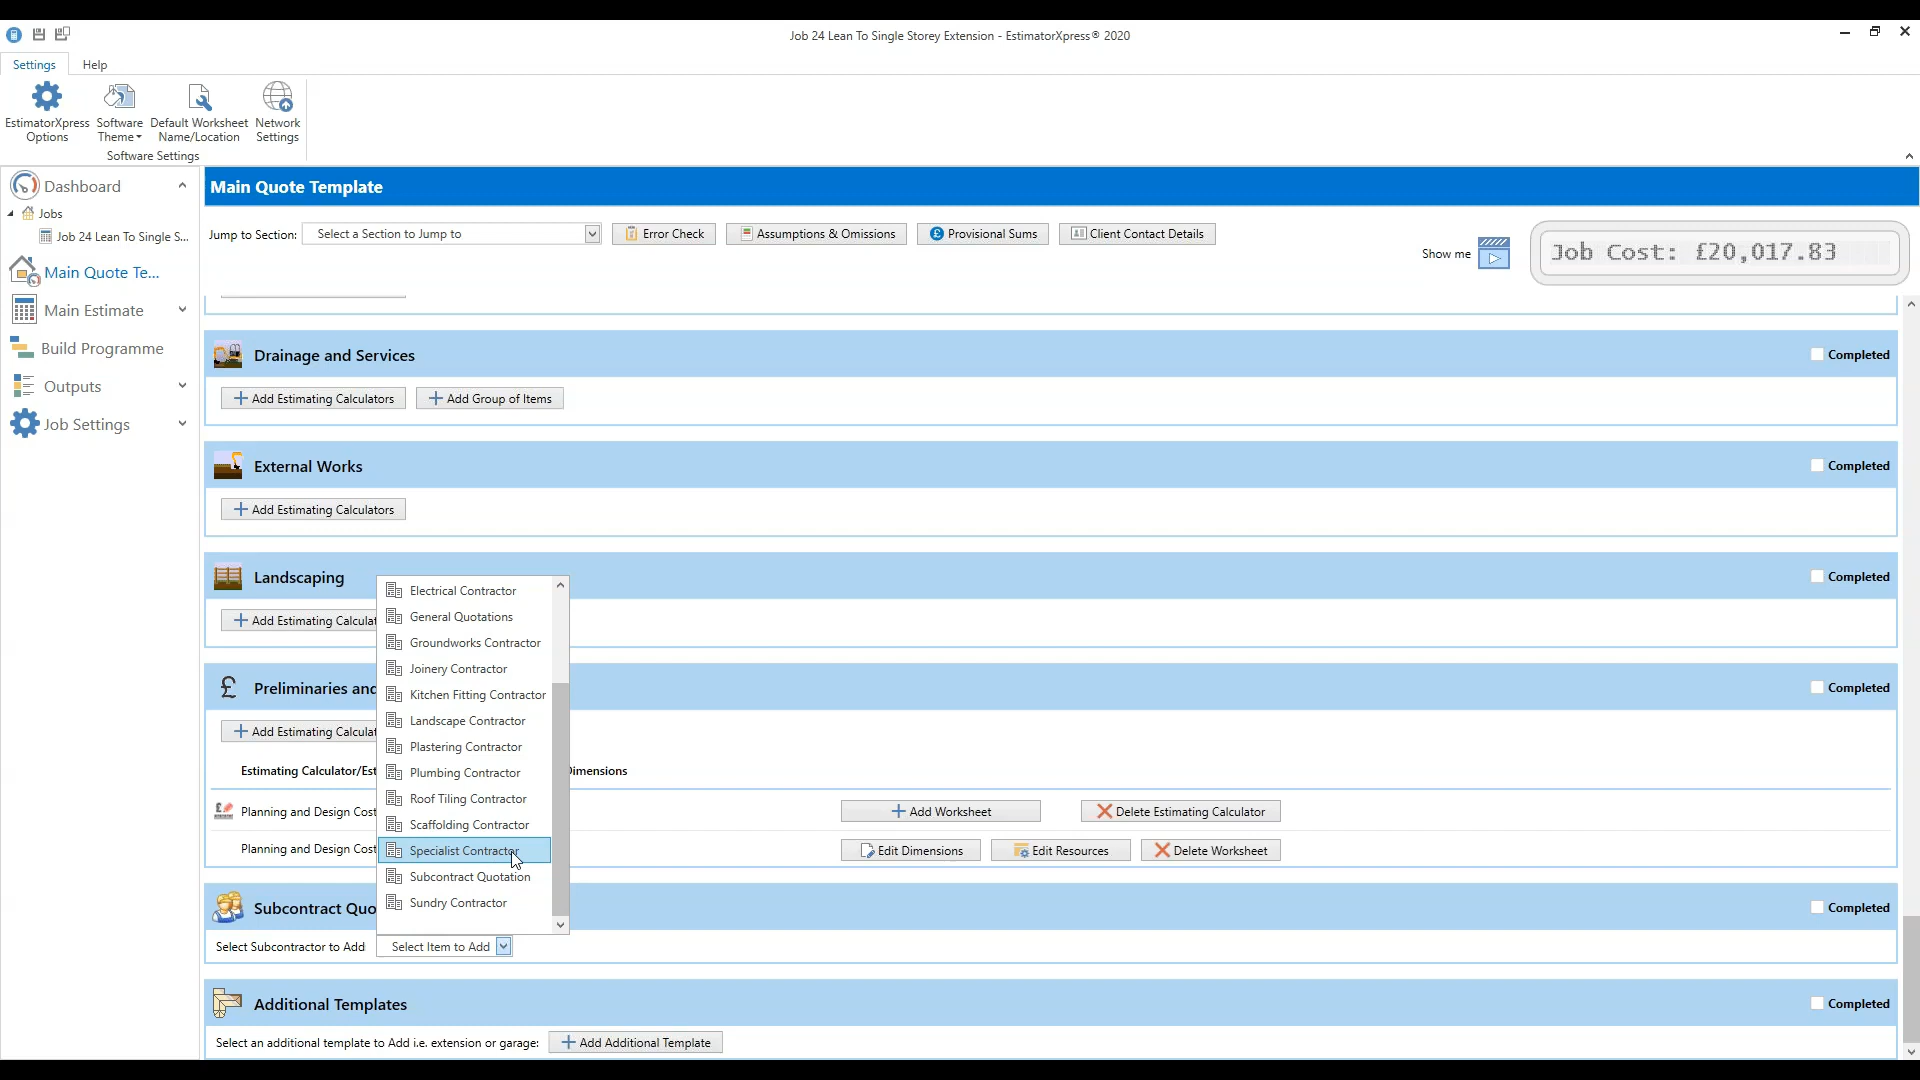 Job 24 Lean To Single Storey Extension - EstimatorXpress® 2020
Settings Help
EstimatorXpress Options
Software Theme
Default Worksheet Name/Location
Network Settings
Software Settings
Dashboard
Jobs
Job 24 Lean To Single S...
Main Quote Te...
Main Estimate
Build Programme
Outputs
Job Settings
Main Quote Template
Jump to Section: Select a Section to Jump to Error Check Assumptions & Omissions Provisional Sums Client Contact Details
Show me
Job Cost: £20,017.83
Drainage and Services Completed
Add Estimating Calculators Add Group of Items
External Works Completed
Add Estimating Calculators
Landscaping Completed
Add Estimating Calculat
Preliminaries and Completed
Add Estimating Calculat
Estimating Calculator/Est Dimensions
Planning and Design Cost Add Worksheet Delete Estimating Calculator
Planning and Design Cost Edit Dimensions Edit Resources Delete Worksheet
Electrical Contractor
General Quotations
Groundworks Contractor
Joinery Contractor
Kitchen Fitting Contractor
Landscape Contractor
Plastering Contractor
Plumbing Contractor
Roof Tiling Contractor
Scaffolding Contractor
Specialist Contractor
Subcontract Quotation
Sundry Contractor
Subcontract Quo Completed
Select Subcontractor to Add Select Item to Add
Additional Templates Completed
Select an additional template to Add i.e. extension or garage: Add Additional Template